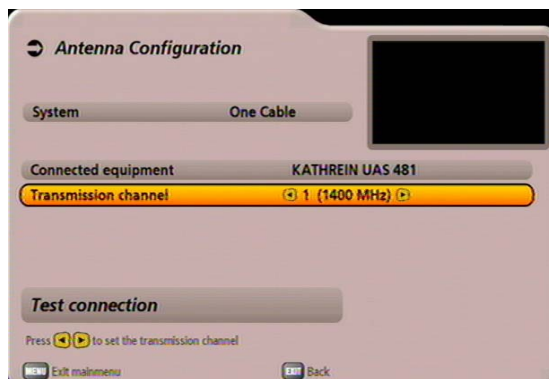 Antenna Configuration
System One Cable
Connected equipment KATHREIN UAS 481
Transmission channel 1 (1400 MHz)
Test connection
Press to set the transmission channel
MENU Exit mainmenu EXIT Back